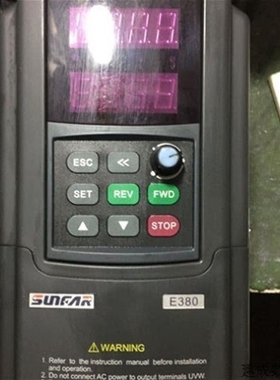 ESC <<
SET REV FWD
▲ ▼ STOP
SUNFAR E380
⚠ WARNING
1. Refer to the instruction manual before installation
and operation.
2. Do not connect AC power to output terminals UVW.